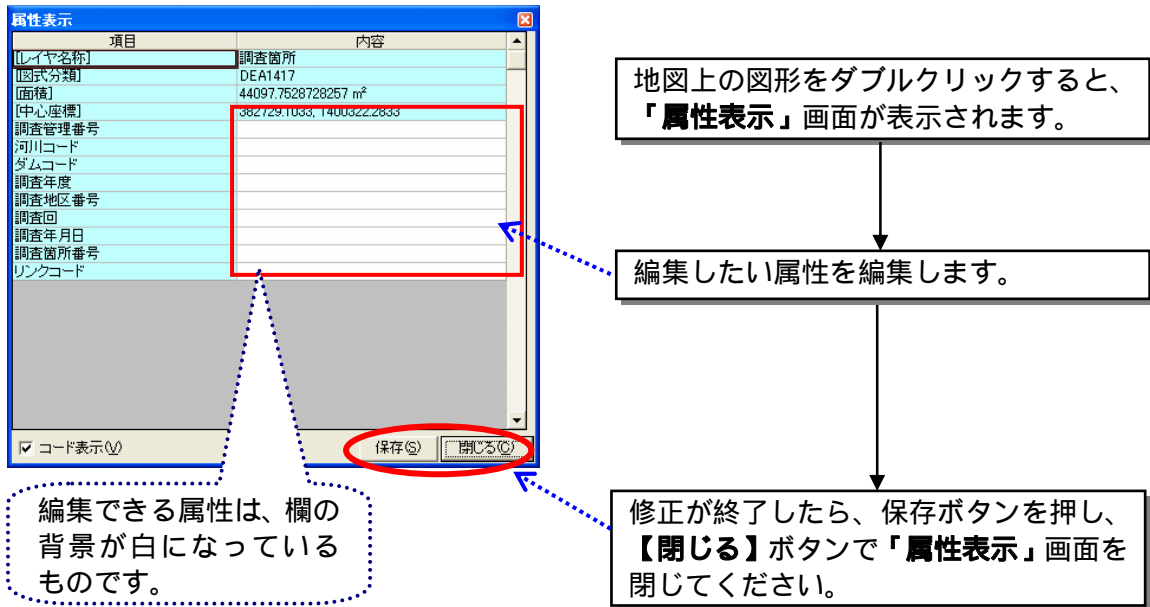 属性表示
項目 内容
[レイヤ名称] 調査箇所
[図式分類] DEA1417
[面積] 44097.7528728257 m²
[中心座標] 382729.1033, 1400322.2833
調査管理番号
河川コード
ダムコード
調査年度
調査地区番号
調査回
調査年月日
調査箇所番号
リンクコード
コード表示(V) 保存(S) 閉じる(C)
編集できる属性は、欄の
背景が白になっている
ものです。
地図上の図形をダブルクリックすると、
「属性表示」画面が表示されます。
編集したい属性を編集します。
修正が終了したら、保存ボタンを押し、
【閉じる】ボタンで「属性表示」画面を
閉じてください。